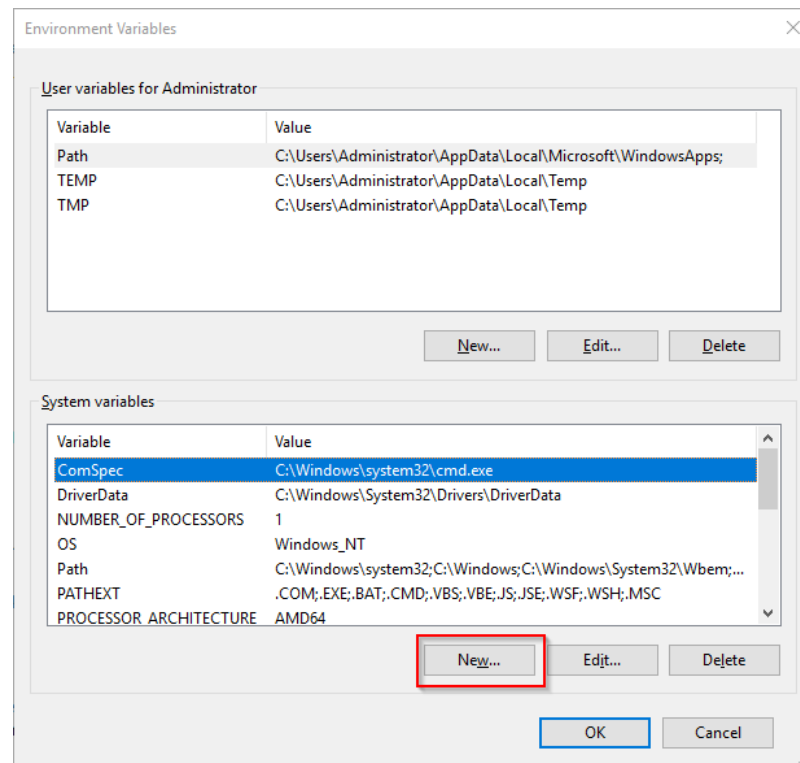 Environment Variables
User variables for Administrator
Variable Value
Path C:\Users\Administrator\AppData\Local\Microsoft\WindowsApps;
TEMP C:\Users\Administrator\AppData\Local\Temp
TMP C:\Users\Administrator\AppData\Local\Temp
New... Edit... Delete
System variables
Variable Value
ComSpec C:\Windows\system32\cmd.exe
DriverData C:\Windows\System32\Drivers\DriverData
NUMBER_OF_PROCESSORS 1
OS Windows_NT
Path C:\Windows\system32;C:\Windows;C:\Windows\System32\Wbem;...
PATHEXT .COM;.EXE;.BAT;.CMD;.VBS;.VBE;.JS;.JSE;.WSF;.WSH;.MSC
PROCESSOR_ARCHITECTURE AMD64
New... Edit... Delete
OK Cancel